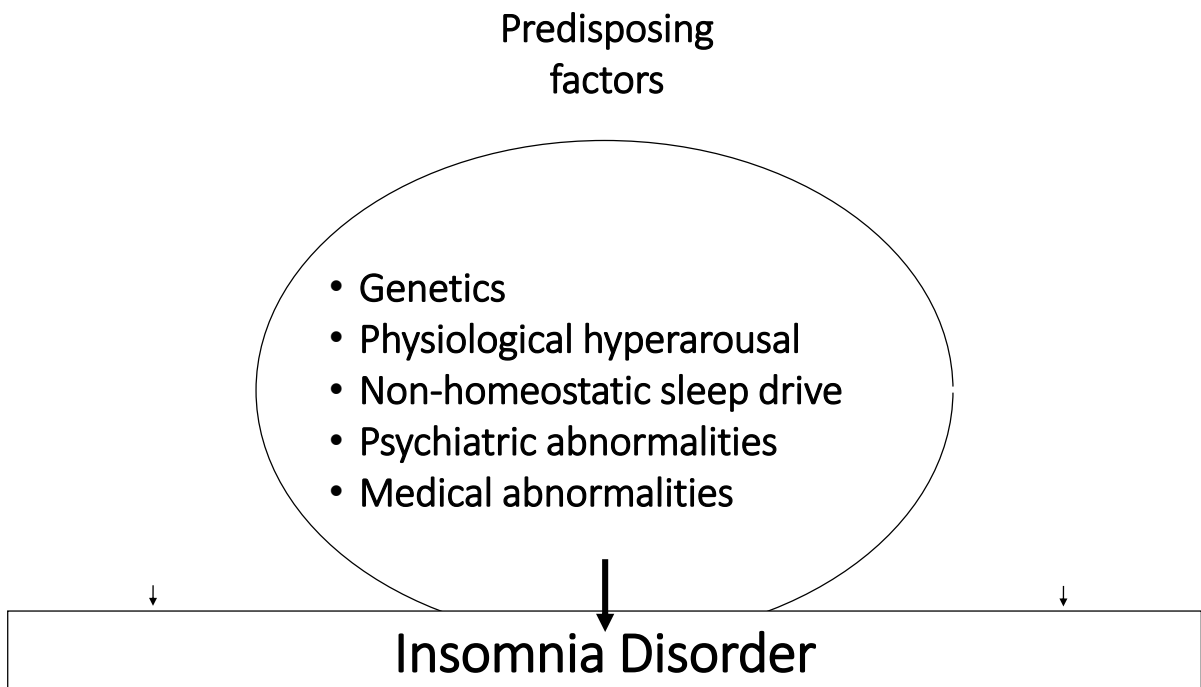 Predisposing
factors
• Genetics
• Physiological hyperarousal
• Non-homeostatic sleep drive
• Psychiatric abnormalities
• Medical abnormalities
Insomnia Disorder